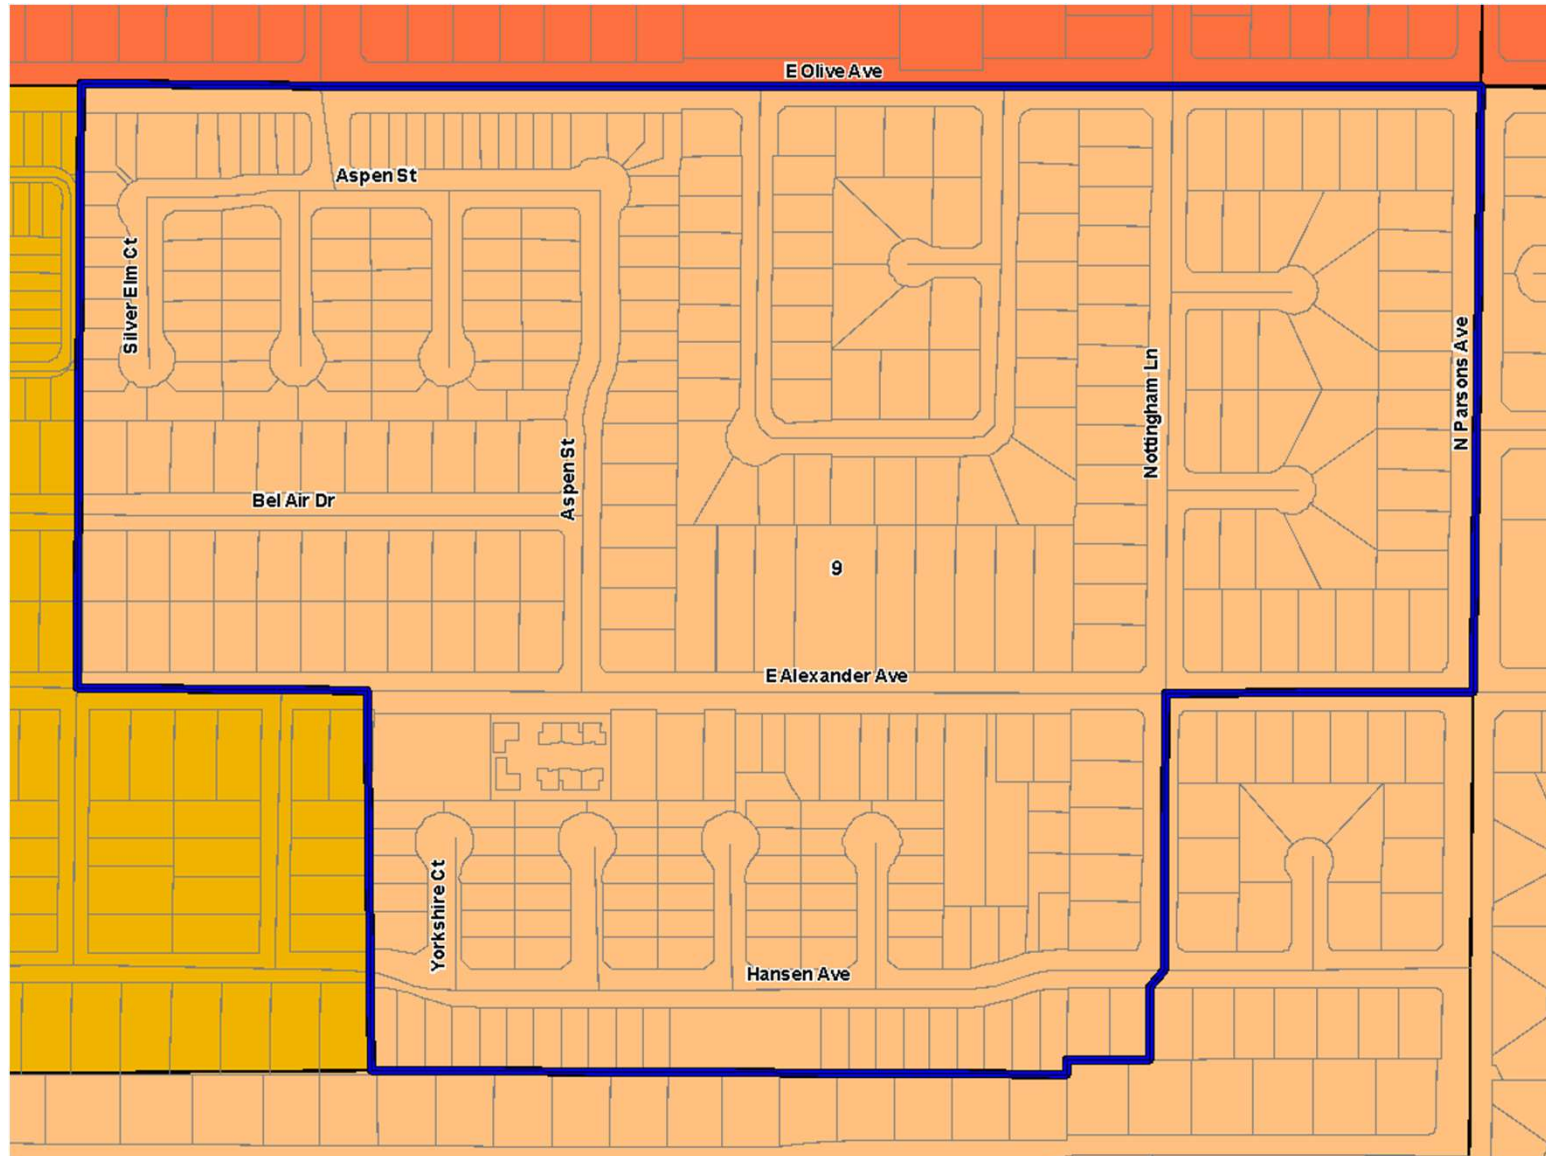 E Olive Ave
Aspen St
Silver Elm Ct
N Parsons Ave
Nottingham Ln
Aspen St
Bel Air Dr
9
E Alexander Ave
Yorkshire Ct
Hansen Ave